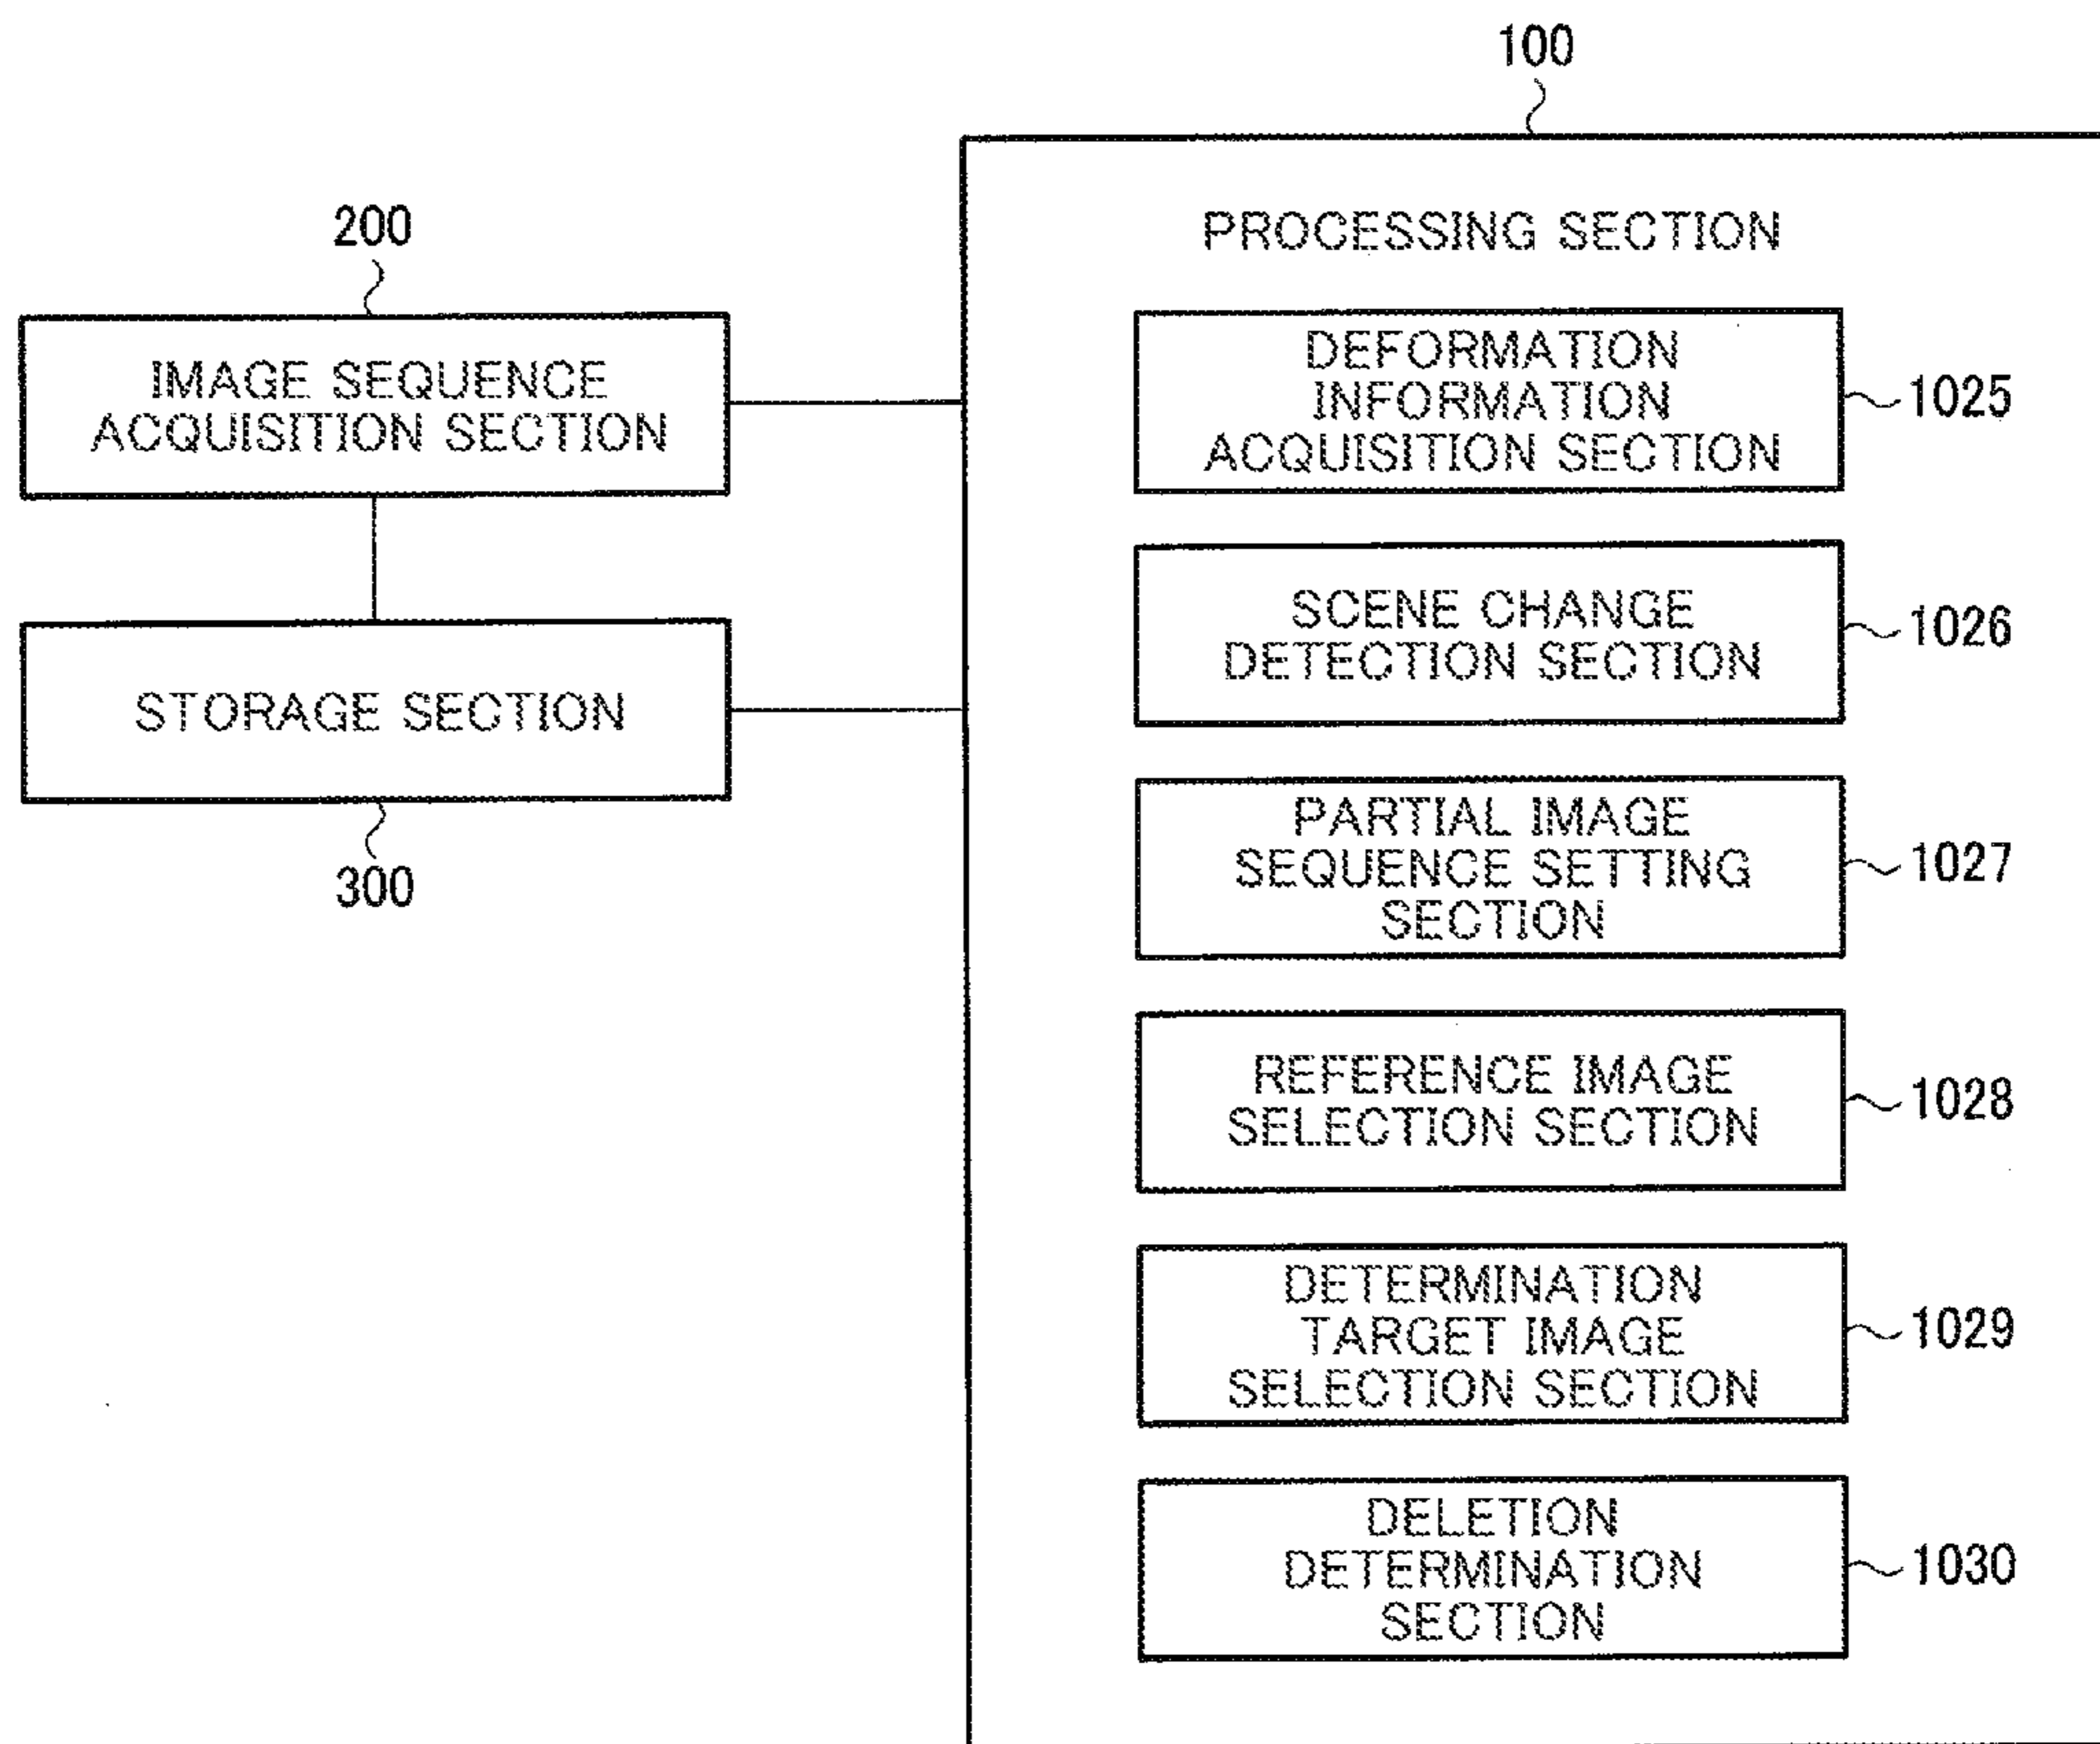 100
PROCESSING SECTION
200
IMAGE SEQUENCE
ACQUISITION SECTION
STORAGE SECTION
300
DEFORMATION
INFORMATION
ACQUISITION SECTION
1025
SCENE CHANGE
DETECTION SECTION
1026
PARTIAL IMAGE
SEQUENCE SETTING
SECTION
1027
REFERENCE IMAGE
SELECTION SECTION
1028
DETERMINATION
TARGET IMAGE
SELECTION SECTION
1029
DELETION
DETERMINATION
SECTION
1030